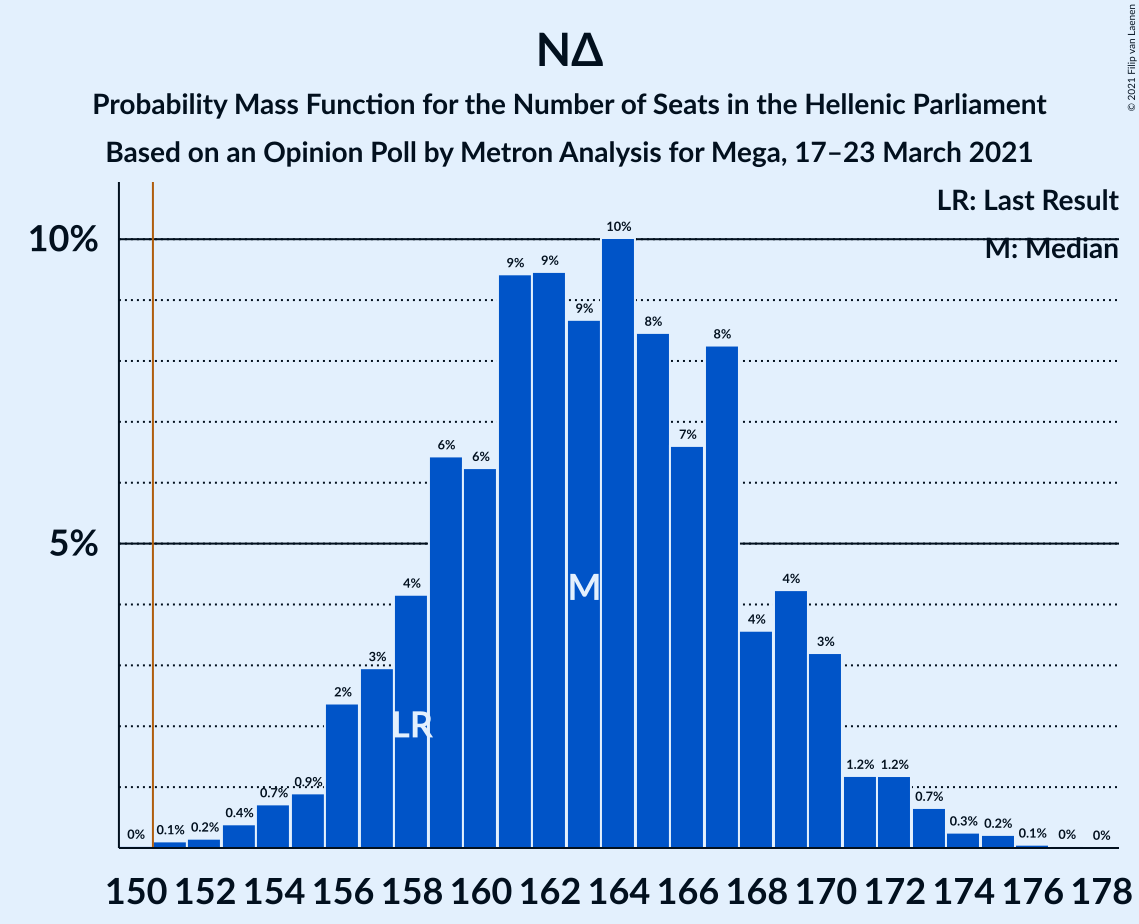 © 2021 Filip van Laenen
ΝΔ
Probability Mass Function for the Number of Seats in the Hellenic Parliament
Based on an Opinion Poll by Metron Analysis for Mega, 17–23 March 2021
LR: Last Result
M: Median
10%
5%
0% 0.1% 0.2% 0.4% 0.7% 0.9% 2% 3% 4% 6% 6% 9% 9% 9% 10% 8% 7% 8% 4% 4% 3% 1.2% 1.2% 0.7% 0.3% 0.2% 0.1% 0% 0%
M
LR
150 152 154 156 158 160 162 164 166 168 170 172 174 176 178